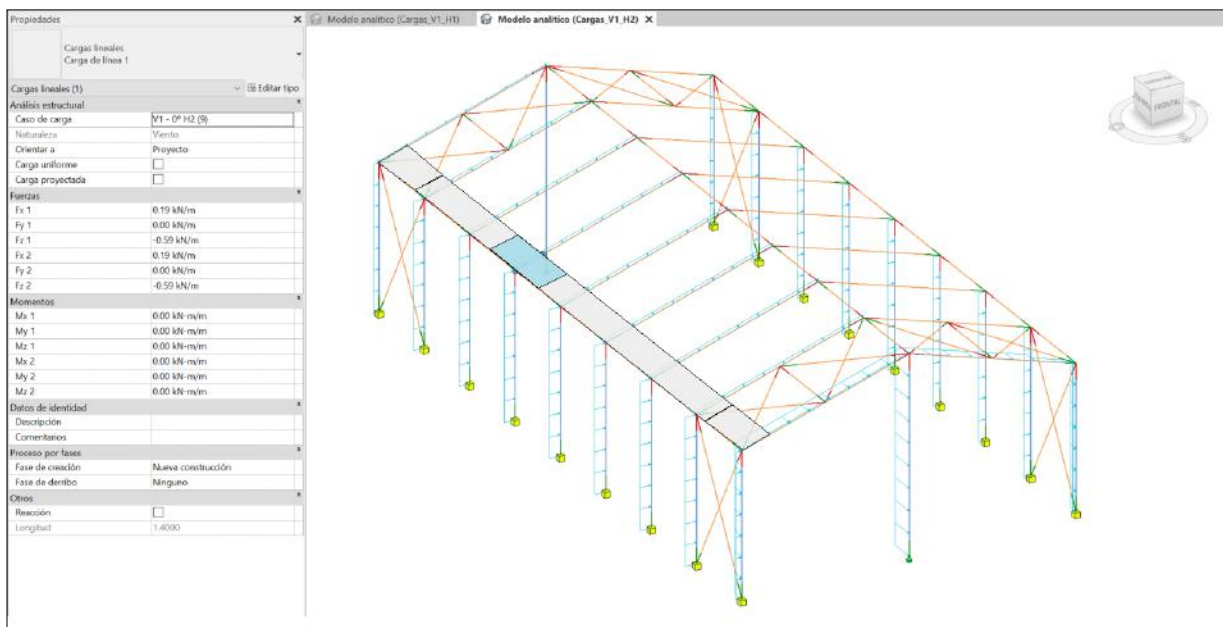 Propiedades
Modelo analítico (Cargas_V1_H1)
Modelo analítico (Cargas_V1_H2)
Cargas lineales
Carga de línea 1
Cargas lineales (1)
Editar tipo
Análisis estructural
Caso de carga V1 - 0º H2 (9)
Naturaleza Viento
Orientar a Proyecto
Carga uniforme
Carga proyectada
Fuerzas
Fx 1 0.19 kN/m
Fy 1 0.00 kN/m
Fz 1 -0.59 kN/m
Fx 2 0.19 kN/m
Fy 2 0.00 kN/m
Fz 2 -0.59 kN/m
Momentos
Mx 1 0.00 kN-m/m
My 1 0.00 kN-m/m
Mz 1 0.00 kN-m/m
Mx 2 0.00 kN-m/m
My 2 0.00 kN-m/m
Mz 2 0.00 kN-m/m
Datos de identidad
Descripción
Comentarios
Proceso por fases
Fase de creación Nueva construcción
Fase de derribo Ninguno
Otros
Reacción
Longitud 1.4000
FRONTAL